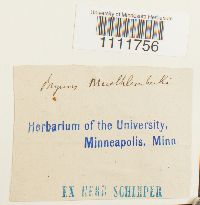 University of Minnesota Herbarium
1111756
Bryum Muehlenbeckii
Herbarium of the University,
Minneapolis, Minn
EX HERB SCHIMPER